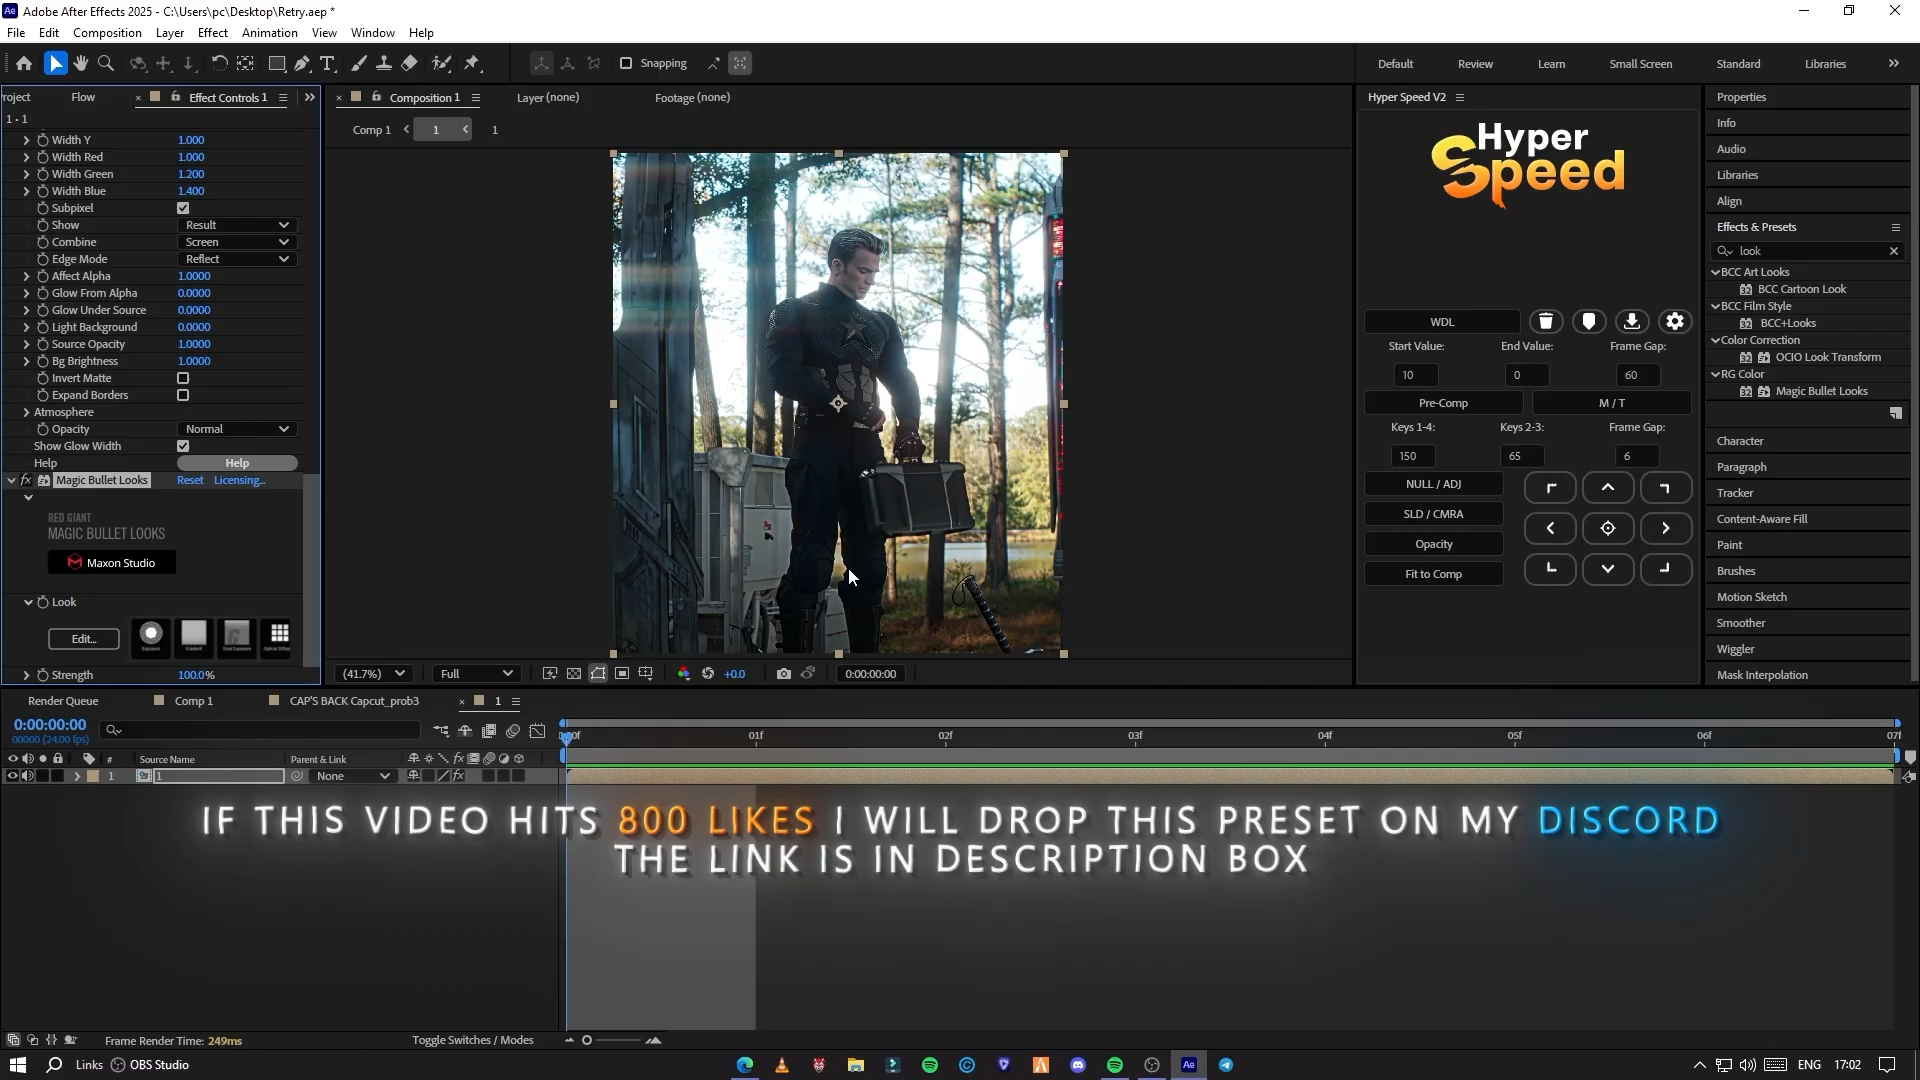 Adobe After Effects 2025 - C:\Users\pc\Desktop\Retry.aep *
File Edit Composition Layer Effect Animation View Window Help
Snapping
Default Review Learn Small Screen Standard Libraries
roject Flow Effect Controls 1
1 • 1
Width Y 1.000
Width Red 1.000
Width Green 1.200
Width Blue 1.400
Subpixel
Show Result
Combine Screen
Edge Mode Reflect
Affect Alpha 1.0000
Glow From Alpha 0.0000
Glow Under Source 0.0000
Light Background 0.0000
Source Opacity 1.0000
Bg Brightness 1.0000
Invert Matte
Expand Borders
Atmosphere
Opacity Normal
Show Glow Width
Help Help
fx Magic Bullet Looks Reset Licensing...
RED GIANT
MAGIC BULLET LOOKS
Maxon Studio
Look
Edit...
Strength 100.0%
Composition 1 Layer (none) Footage (none)
Comp 1 1 1
(41.7%) Full +0.0 0:00:00:00
Hyper Speed V2
Hyper
Speed
WDL
Start Value: End Value: Frame Gap:
10 0 60
Pre-Comp M / T
Keys 1-4: Keys 2-3: Frame Gap:
150 65 6
NULL / ADJ
SLD / CMRA
Opacity
Fit to Comp
Properties
Info
Audio
Libraries
Align
Effects & Presets
look
BCC Art Looks
BCC Cartoon Look
BCC Film Style
BCC+Looks
Color Correction
OCIO Look Transform
RG Color
Magic Bullet Looks
Character
Paragraph
Tracker
Content-Aware Fill
Paint
Brushes
Motion Sketch
Smoother
Wiggler
Mask Interpolation
Render Queue Comp 1 CAP'S BACK Capcut_prob3 1
0:00:00:00
00000 (24.00 fps)
01f 02f 03f 04f 05f 06f 07f
# Source Name Parent & Link
1 1 None
IF THIS VIDEO HITS 800 LIKES I WILL DROP THIS PRESET ON MY DISCORD
THE LINK IS IN DESCRIPTION BOX
Frame Render Time: 249ms Toggle Switches / Modes
Links OBS Studio ENG 17:02